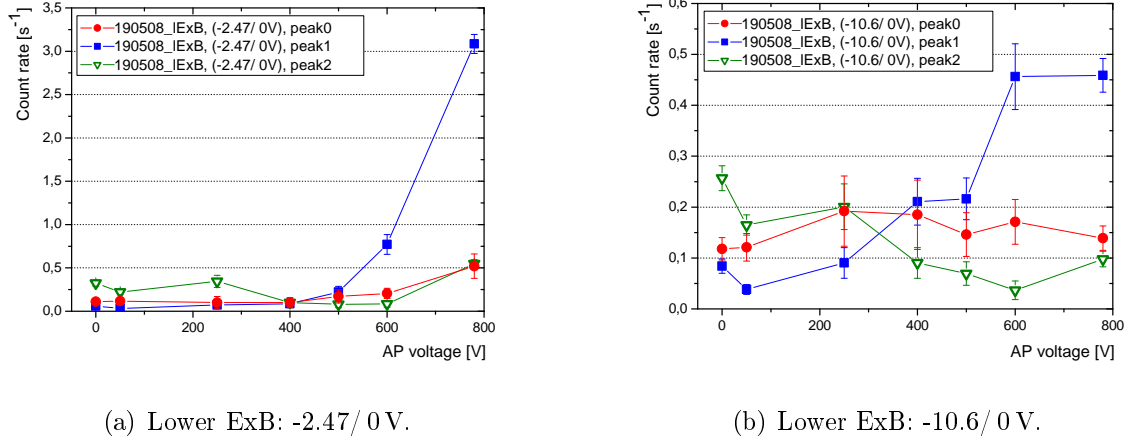 3,5
3,0
2,5
2,0
1,5
1,0
0,5
0,0
Count rate [s⁻¹]
190508_lExB, (-2.47/ 0V), peak0
190508_lExB, (-2.47/ 0V), peak1
190508_lExB, (-2.47/ 0V), peak2
0 200 400 600 800
AP voltage [V]
(a) Lower ExB: -2.47/ 0 V.
0,6
0,5
0,4
0,3
0,2
0,1
0,0
Count rate [s⁻¹]
190508_lExB, (-10.6/ 0V), peak0
190508_lExB, (-10.6/ 0V), peak1
190508_lExB, (-10.6/ 0V), peak2
0 200 400 600 800
AP voltage [V]
(b) Lower ExB: -10.6/ 0 V.